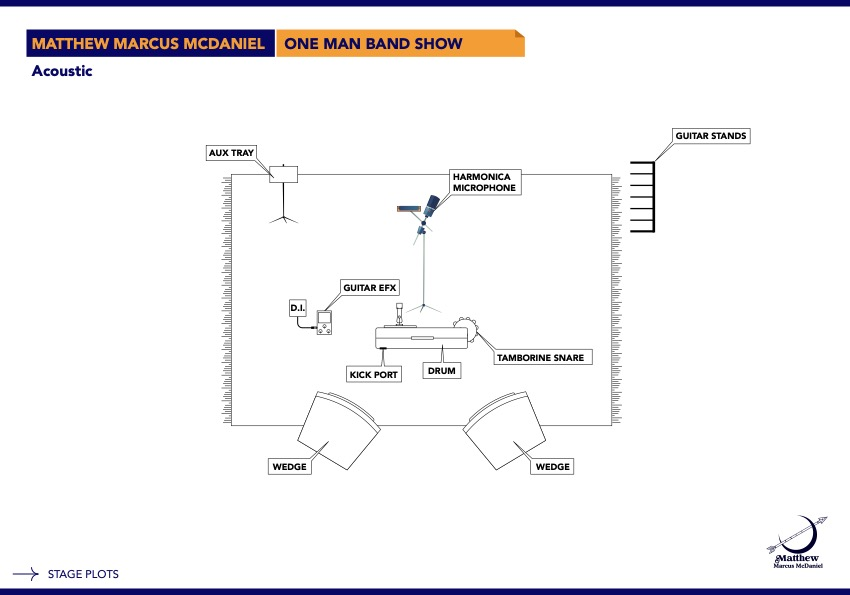 MATTHEW MARCUS MCDANIEL ONE MAN BAND SHOW
Acoustic
GUITAR STANDS
AUX TRAY
HARMONICA
MICROPHONE
GUITAR EFX
D.I.
TAMBORINE SNARE
KICK PORT
DRUM
WEDGE
WEDGE
Matthew
Marcus McDaniel
STAGE PLOTS